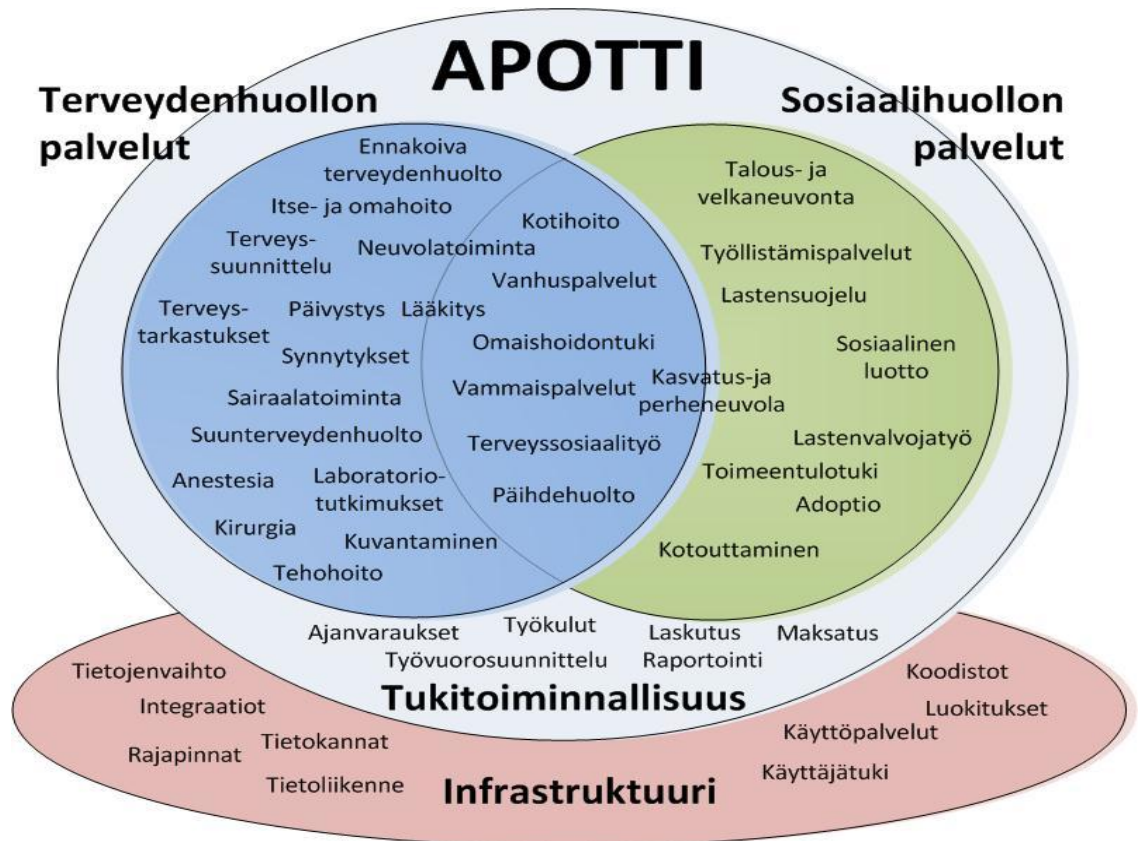 APOTTI
Terveydenhuollon
palvelut
Sosiaalihuollon
palvelut
Ennakoiva
terveydenhuolto
Itse- ja omahoito
Terveys-
suunnittelu
Neuvolatoiminta
Terveys-
tarkastukset
Päivystys
Lääkitys
Synnytykset
Sairaalatoiminta
Suunterveydenhuolto
Anestesia
Laboratorio-
tutkimukset
Kirurgia
Kuvantaminen
Tehohoito
Kotihoito
Vanhuspalvelut
Omaishoidontuki
Vammaispalvelut
Kasvatus-ja
perheneuvola
Terveyssosiaalityö
Päihdehuolto
Talous- ja
velkaneuvonta
Työllistämispalvelut
Lastensuojelu
Sosiaalinen
luotto
Lastenvalvojatyö
Toimeentulotuki
Adoptio
Kotouttaminen
Ajanvaraukset
Työkulut
Laskutus
Maksatus
Työvuorosuunnittelu
Raportointi
Tukitoiminnallisuus
Tietojenvaihto
Integraatiot
Rajapinnat
Tietokannat
Tietoliikenne
Koodistot
Luokitukset
Käyttöpalvelut
Käyttäjätuki
Infrastruktuuri